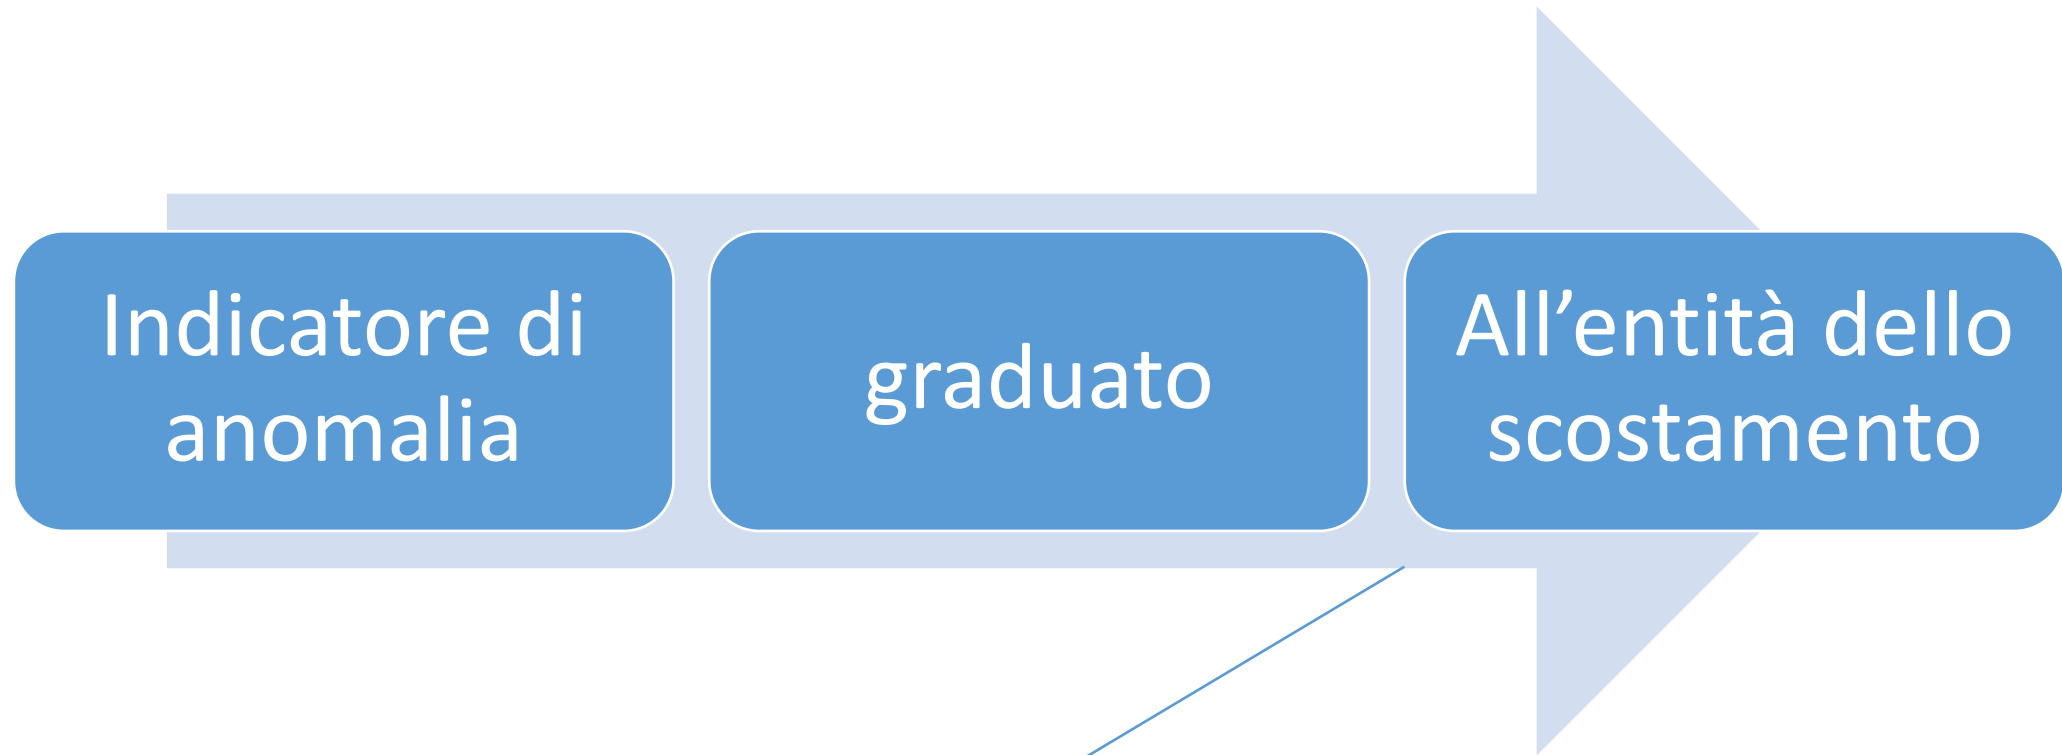 Indicatore di
anomalia
graduato
All’entità dello
scostamento